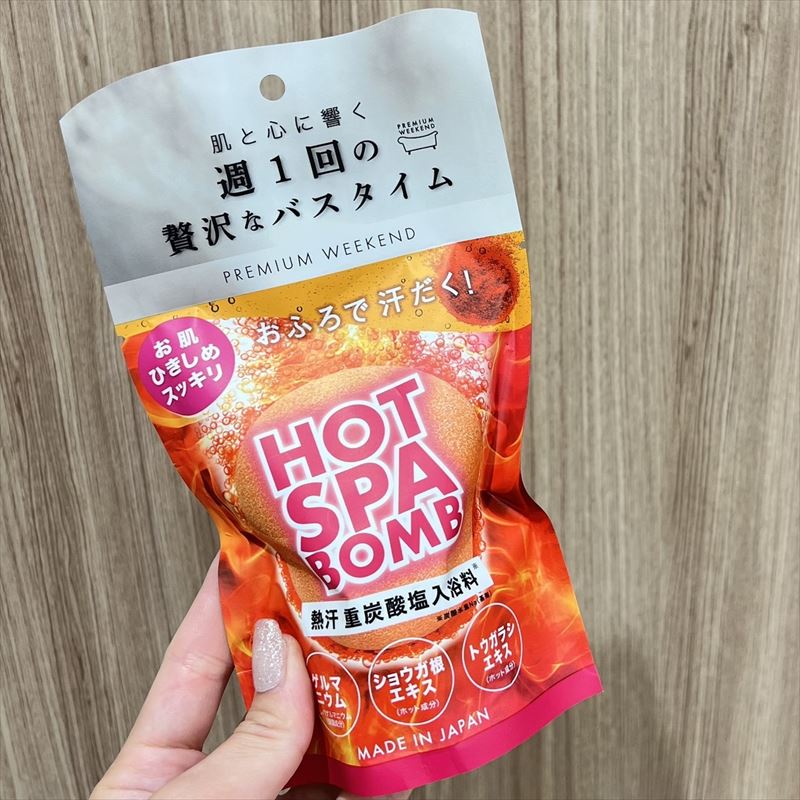 肌と心に響く
PREMIUM
WEEKEND
週1回の
贅沢なバスタイム
PREMIUM WEEKEND
おふろで汗だく!
お肌
ひきしめ
スッキリ
HOT
SPA
BOMB
熱汗 重炭酸塩入浴料※
ゲルマ
ニウム
ショウガ根
エキス
(ホット成分)
トウガラシ
エキス
(ホット成分)
MADE IN JAPAN